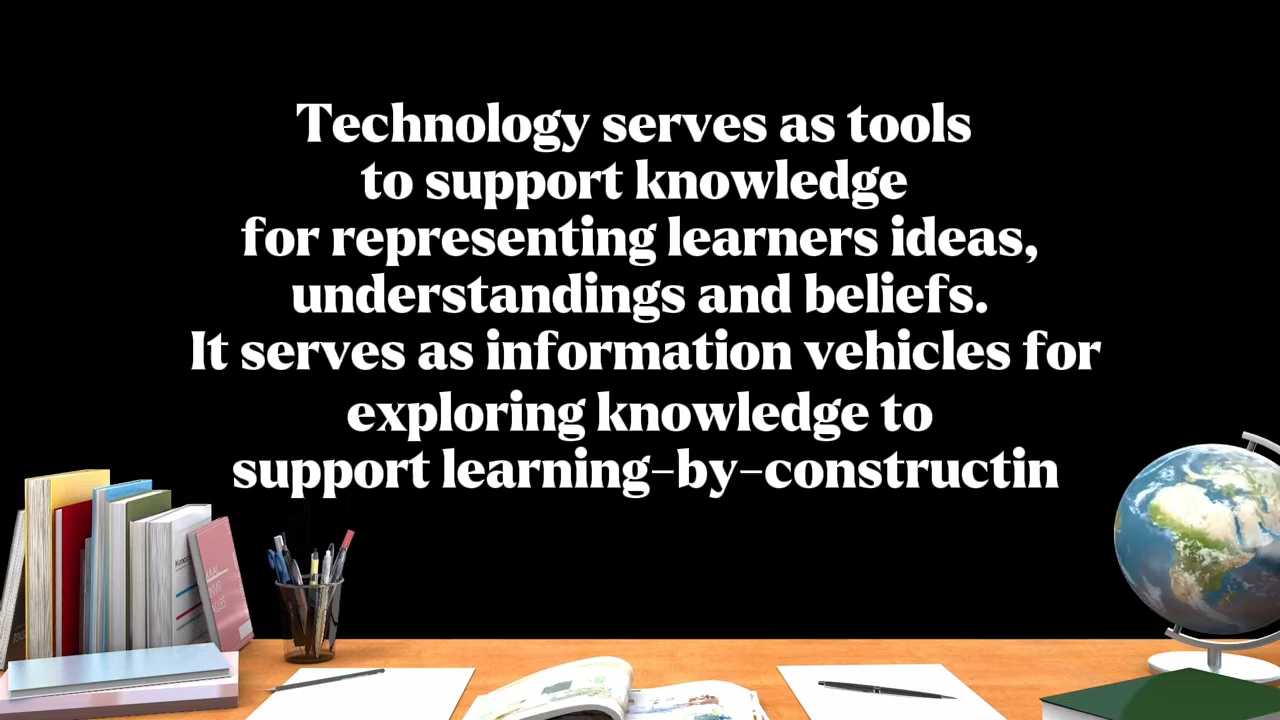 Technology serves as tools
to support knowledge
for representing learners ideas,
understandings and beliefs.
It serves as information vehicles for
exploring knowledge to
support learning-by-constructin